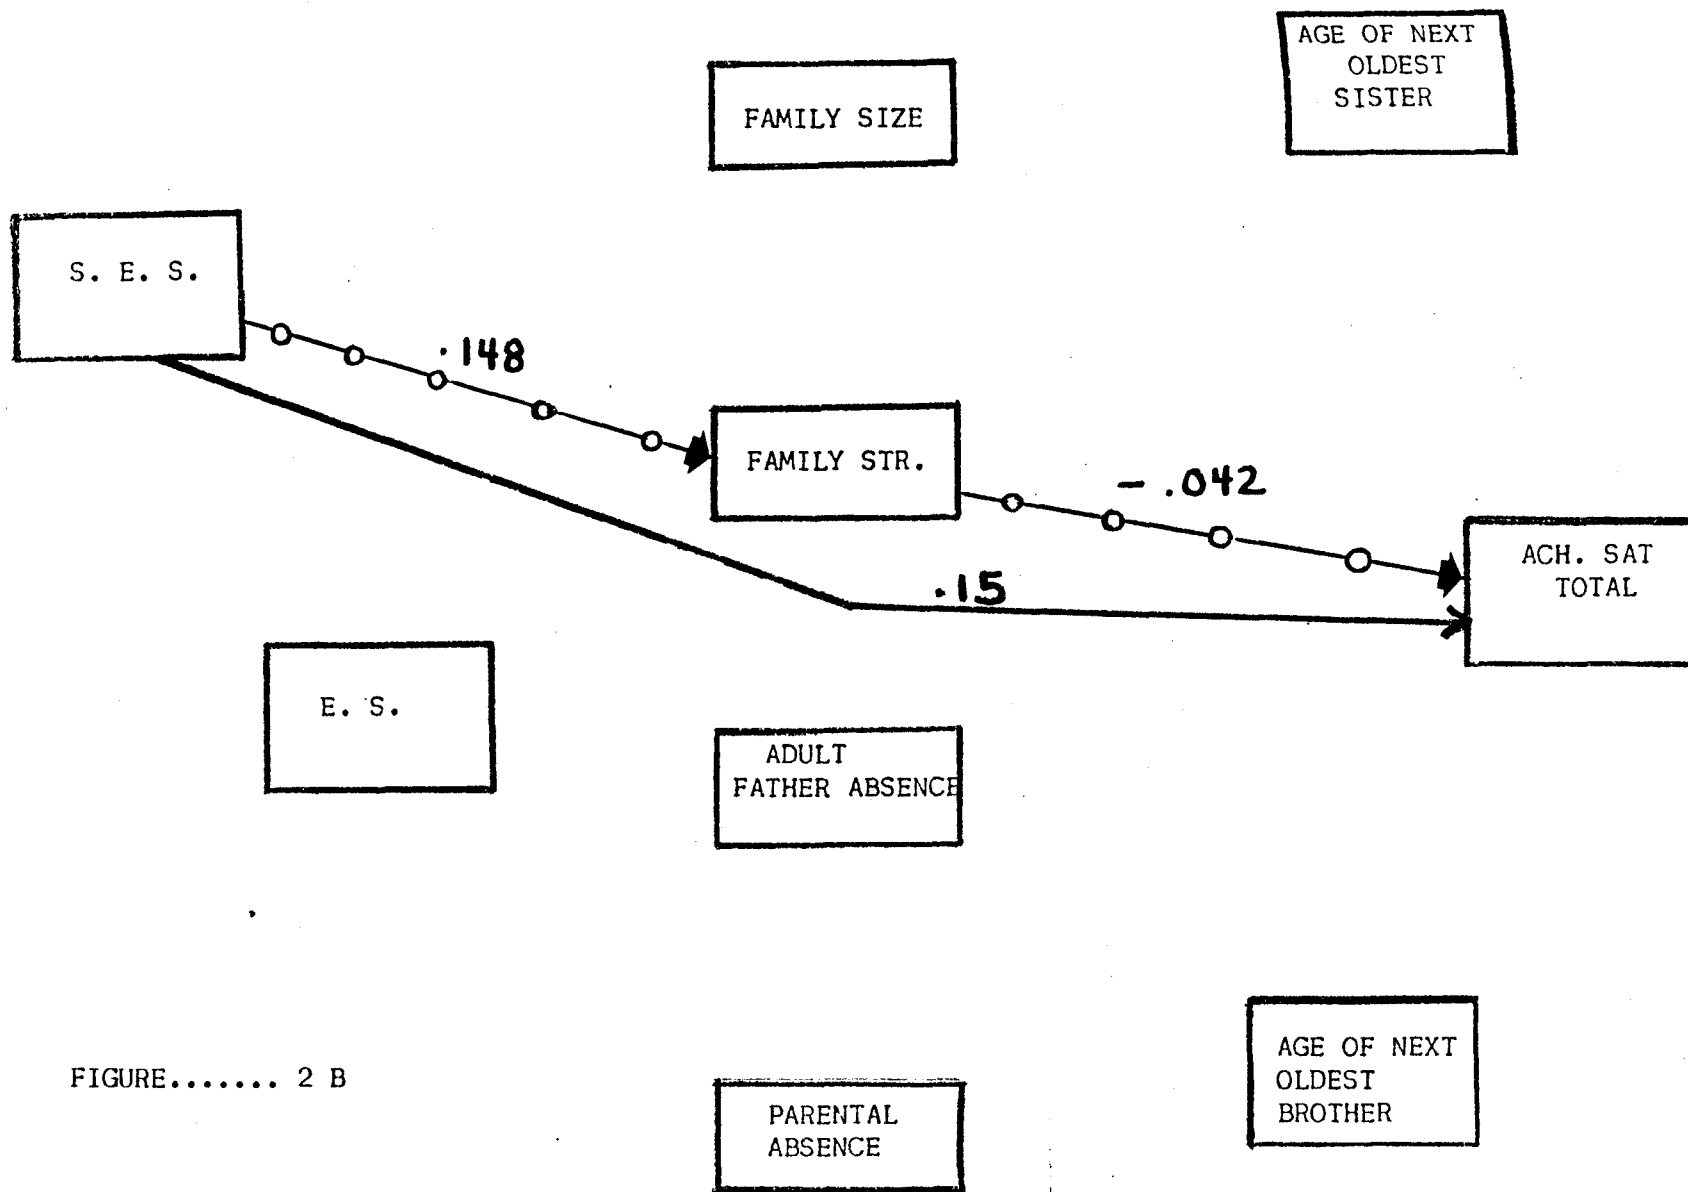 AGE OF NEXT
OLDEST
SISTER
FAMILY SIZE
S. E. S.
.148
FAMILY STR.
- .042
ACH. SAT
TOTAL
.15
E. S.
ADULT
FATHER ABSENCE
AGE OF NEXT
OLDEST
BROTHER
FIGURE....... 2 B
PARENTAL
ABSENCE